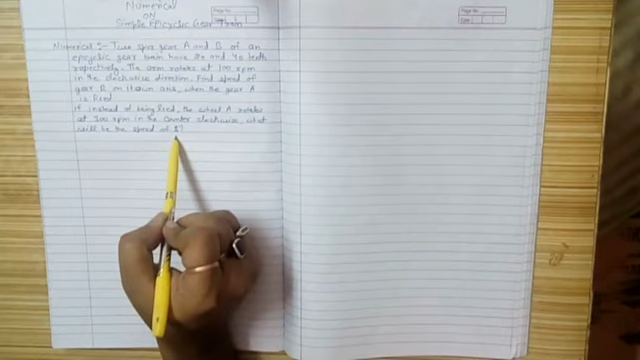 Numerical
ON
Simple Epicyclic Gear Train
Numerical :- Two spur gear A and B of an
epicyclic gear train have and 40 teeth
respectively. The arm rotates at 100 rpm
in the clockwise direction. Find speed of
gear B on its own axis, when the gear A
is fixed
If instead of being fixed, the wheel A rotates
at 200 rpm in the counter clockwise, what
will be the speed of B?
Page No.
Date
Page No.
Date